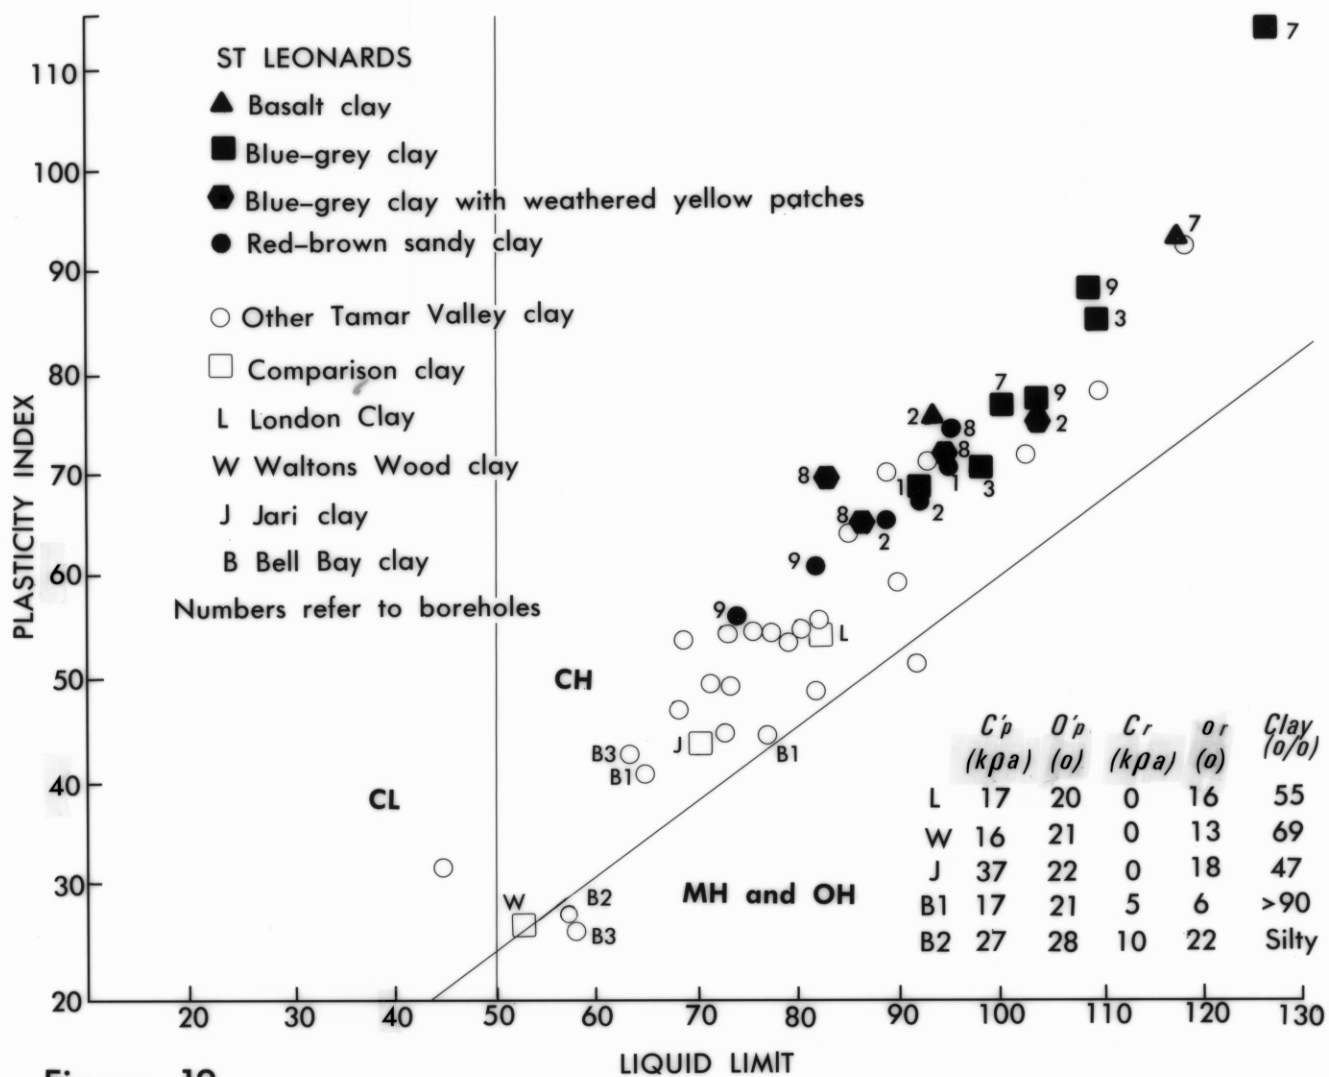 ST LEONARDS
Basalt clay
Blue-grey clay
Blue-grey clay with weathered yellow patches
Red-brown sandy clay
Other Tamar Valley clay
Comparison clay
L London Clay
W Waltons Wood clay
J Jari clay
B Bell Bay clay
Numbers refer to boreholes
PLASTICITY INDEX
110
100
90
80
70
60
50
40
30
20
7
7
9
3
7
9
2
2
8
8
8
1
1
3
2
8
2
9
9
L
CH
J
B1
B3
B1
CL
W
B2
B3
MH and OH
C'p O'p Cr or Clay
(kpa) (o) (kpa) (o) (o/o)
L 17 20 0 16 55
W 16 21 0 13 69
J 37 22 0 18 47
B1 17 21 5 6 >90
B2 27 28 10 22 Silty
20 30 40 50 60 70 80 90 100 110 120 130
LIQUID LIMIT